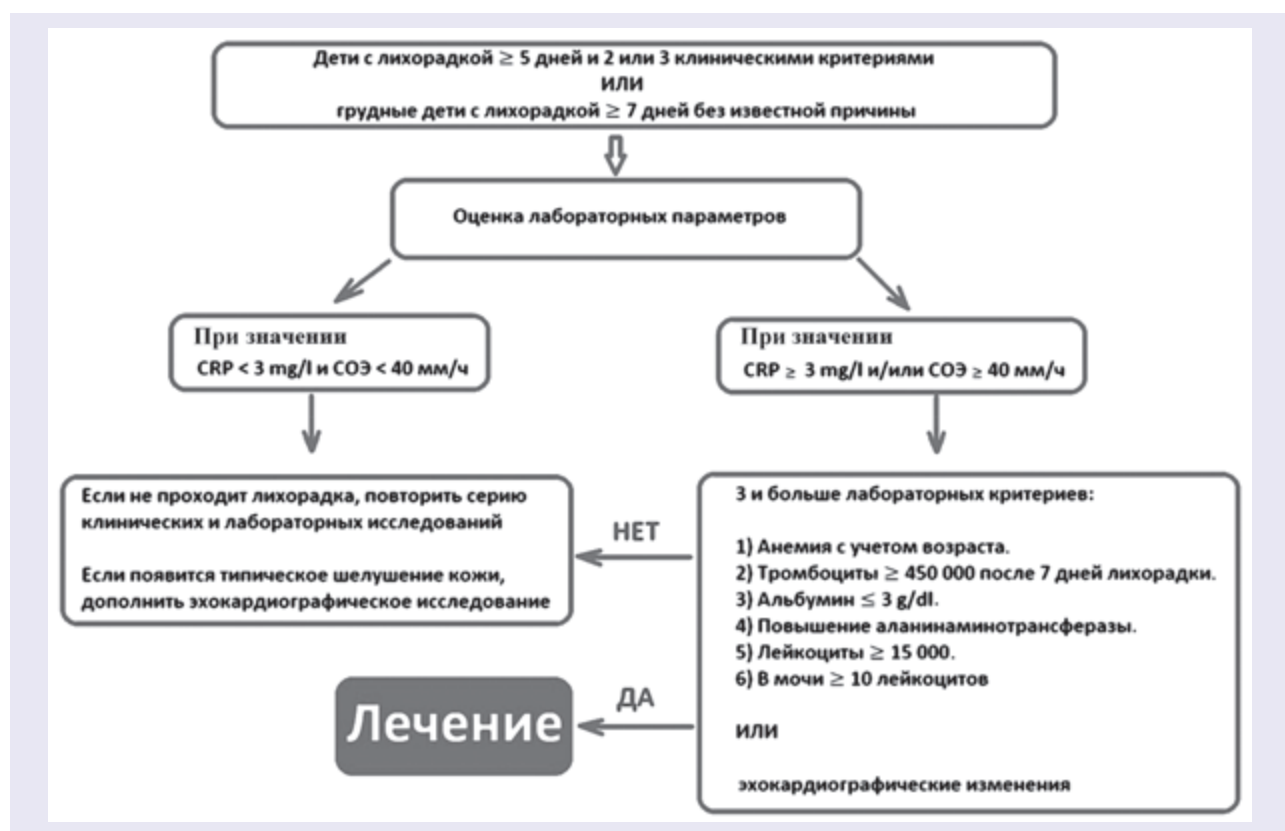 Дети с лихорадкой ≥ 5 дней и 2 или 3 клиническими критериями
ИЛИ
грудные дети с лихорадкой ≥ 7 дней без известной причины
Оценка лабораторных параметров
При значении
CRP < 3 mg/l и СОЭ < 40 мм/ч
При значении
CRP ≥ 3 mg/l и/или СОЭ ≥ 40 мм/ч
Если не проходит лихорадка, повторить серию
клинических и лабораторных исследований
Если появится типическое шелушение кожи,
дополнить эхокардиографическое исследование
НЕТ
3 и больше лабораторных критериев:
1) Анемия с учетом возраста.
2) Тромбоциты ≥ 450 000 после 7 дней лихорадки.
3) Альбумин ≤ 3 g/dl.
4) Повышение аланинаминотрансферазы.
5) Лейкоциты ≥ 15 000.
6) В мочи ≥ 10 лейкоцитов
ИЛИ
эхокардиографические изменения
ДА
Лечение